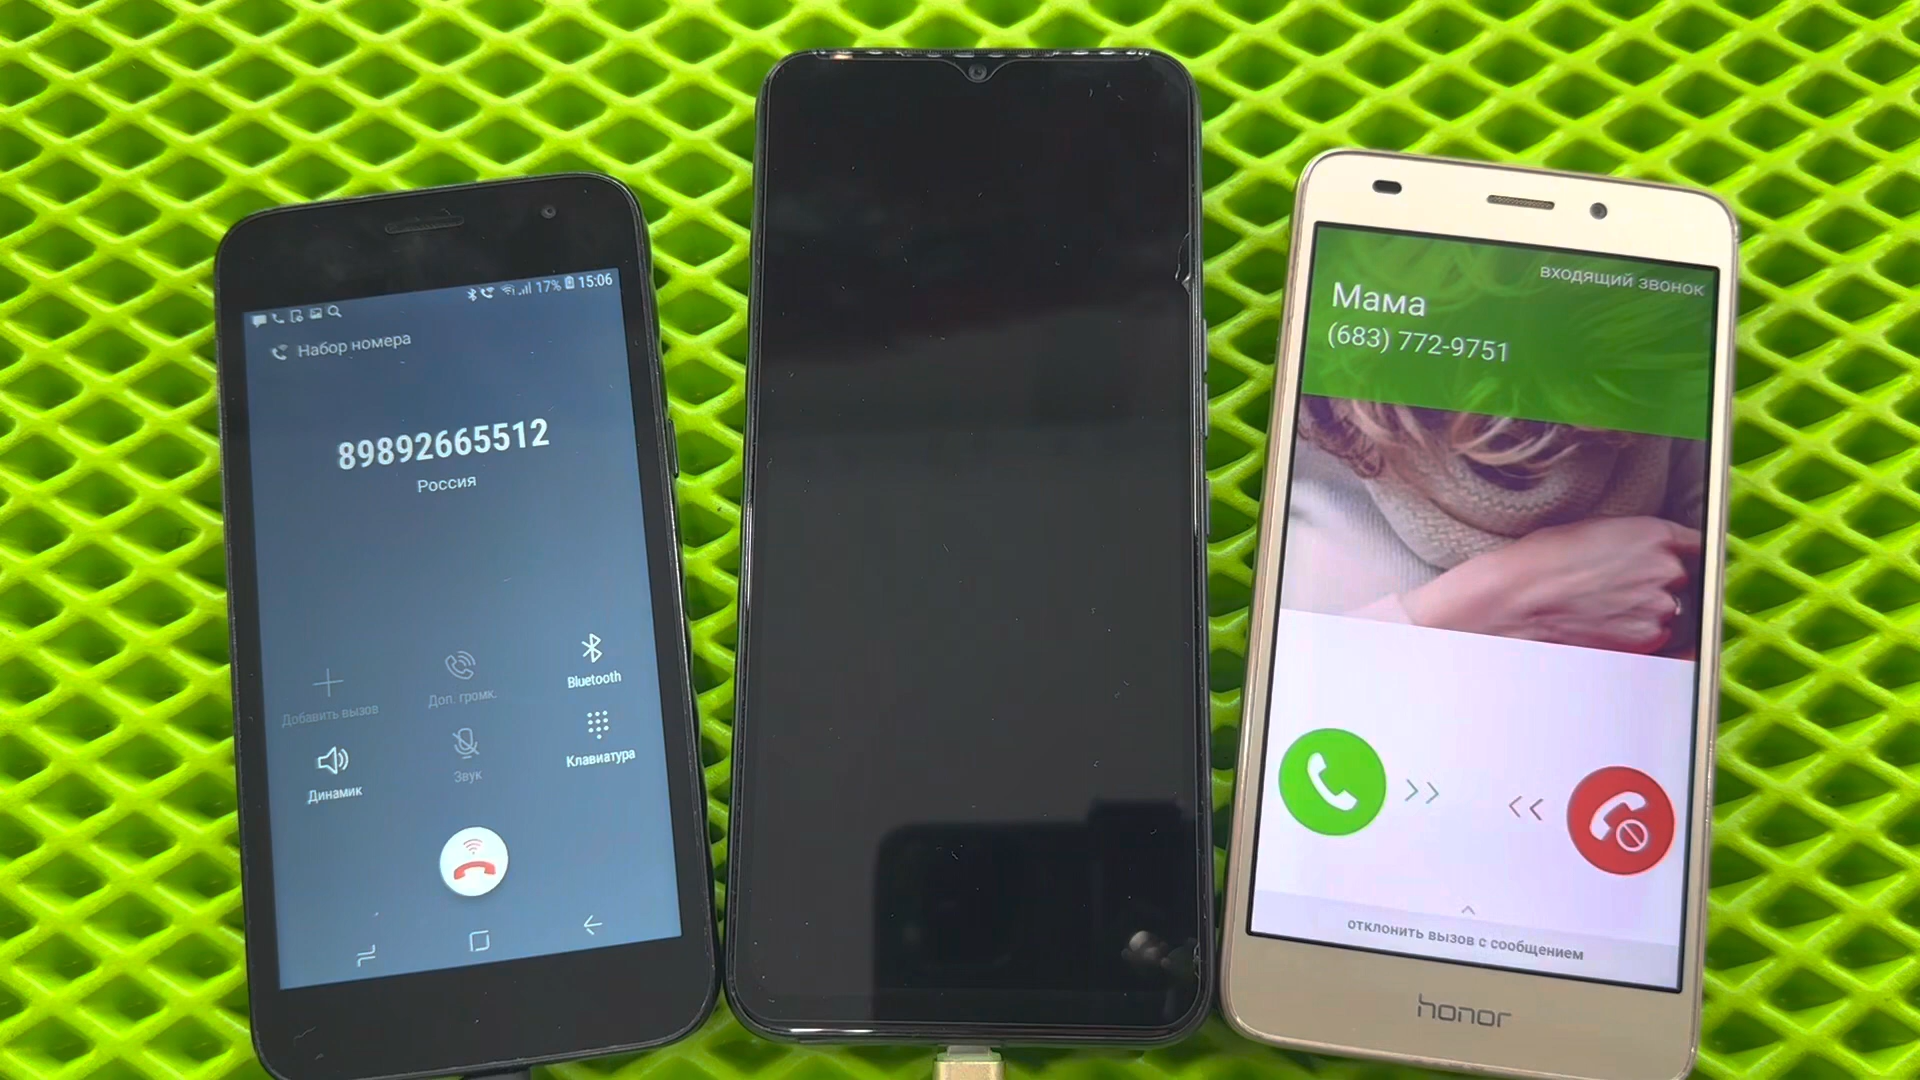 17% 15:06
Набор номера
89892665512
Россия
Добавить вызов
Доп. громк.
Bluetooth
Динамик
Звук
Клавиатура
входящий звонок
Мама
(683) 772-9751
отклонить вызов с сообщением
honor